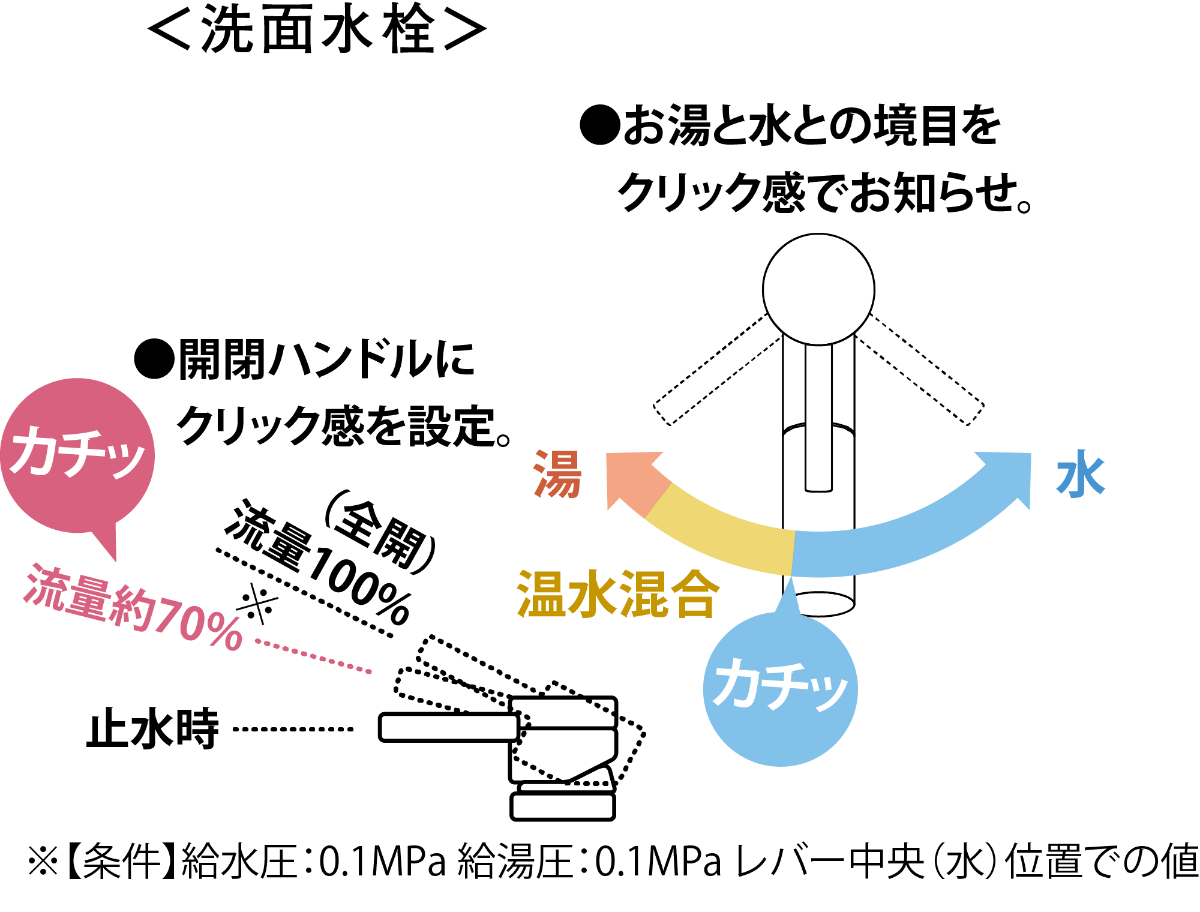 ＜洗面水栓＞
●お湯と水との境目を
クリック感でお知らせ。
●開閉ハンドルに
クリック感を設定。
カチッ
湯
水
（全開）
流量100%
流量約70%
※
温水混合
カチッ
止水時
※【条件】給水圧：0.1MPa 給湯圧：0.1MPa レバー中央（水）位置での値